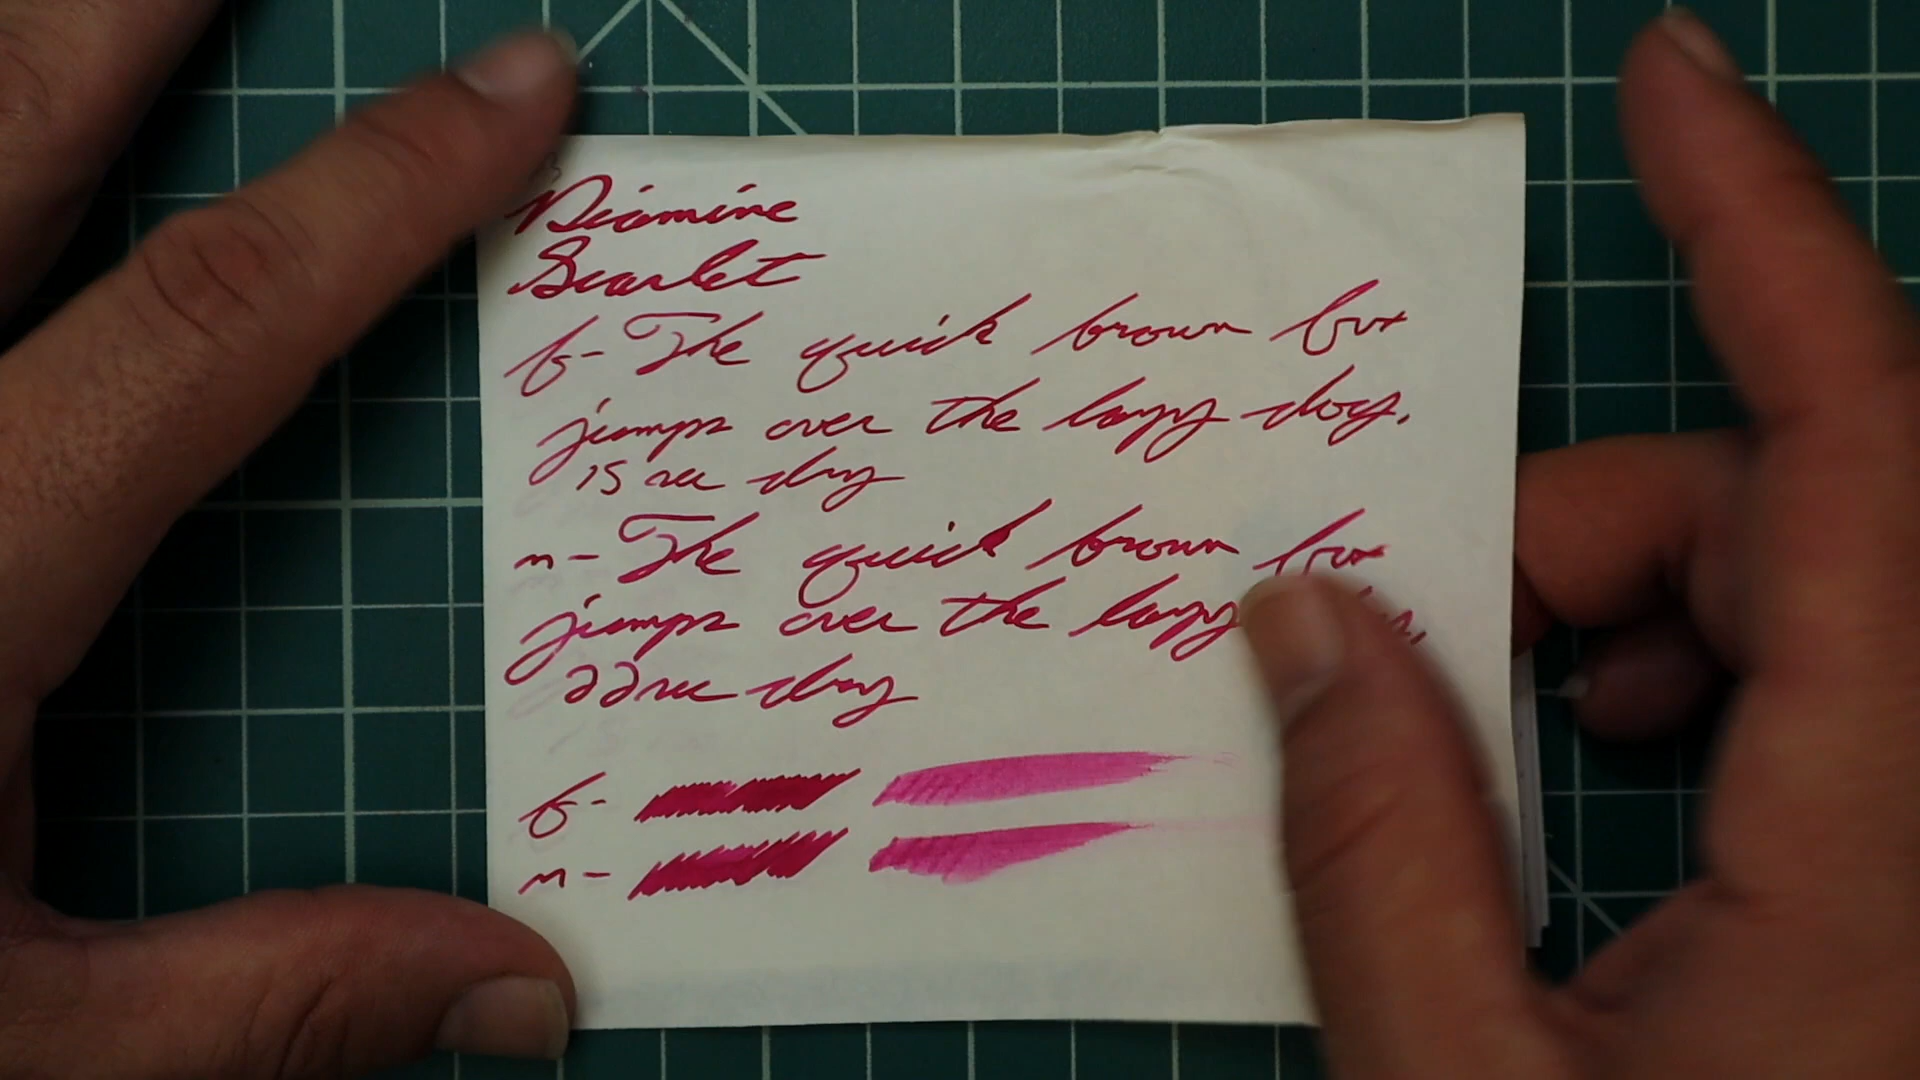 Diamine
Scarlet
f- The quick brown fox
jumps over the lazy dog.
15 sec dry
m- The quick brown fox
jumps over the lazy
22 sec dry
f-
m-